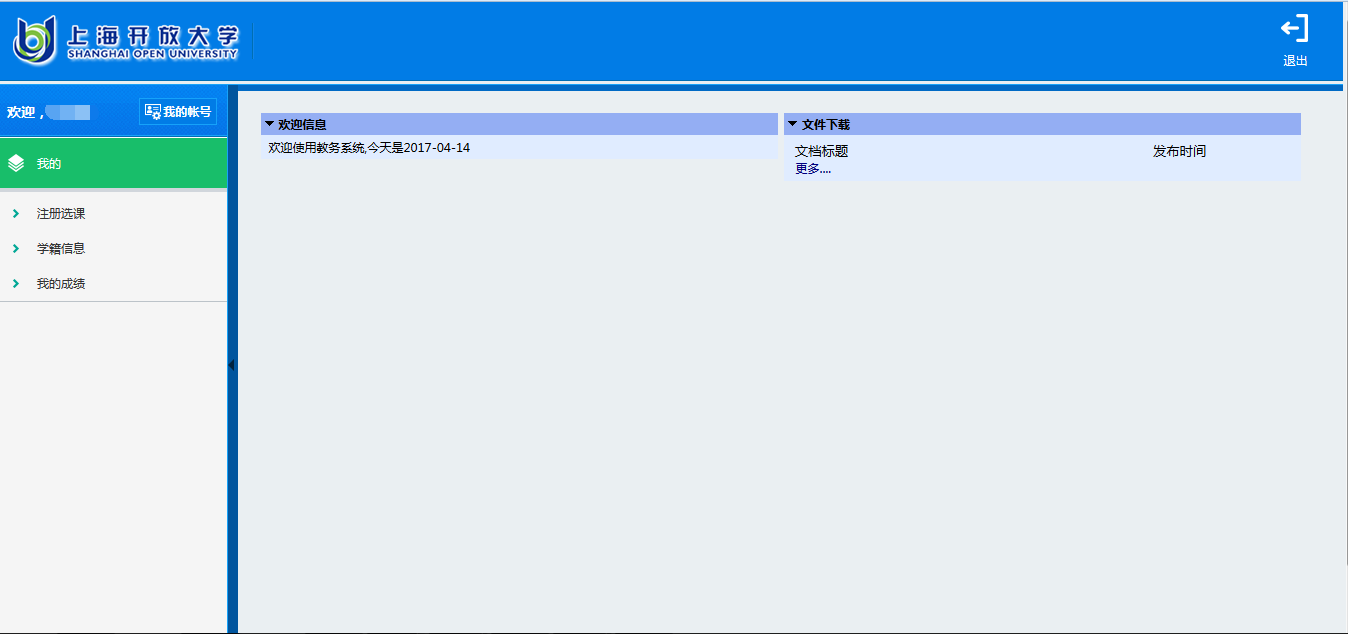 上海开放大学
SHANGHAI OPEN UNIVERSITY
退出
欢迎，
我的帐号
我的
注册选课
学籍信息
我的成绩
欢迎信息
欢迎使用教务系统,今天是2017-04-14
文件下载
文档标题 发布时间
更多....